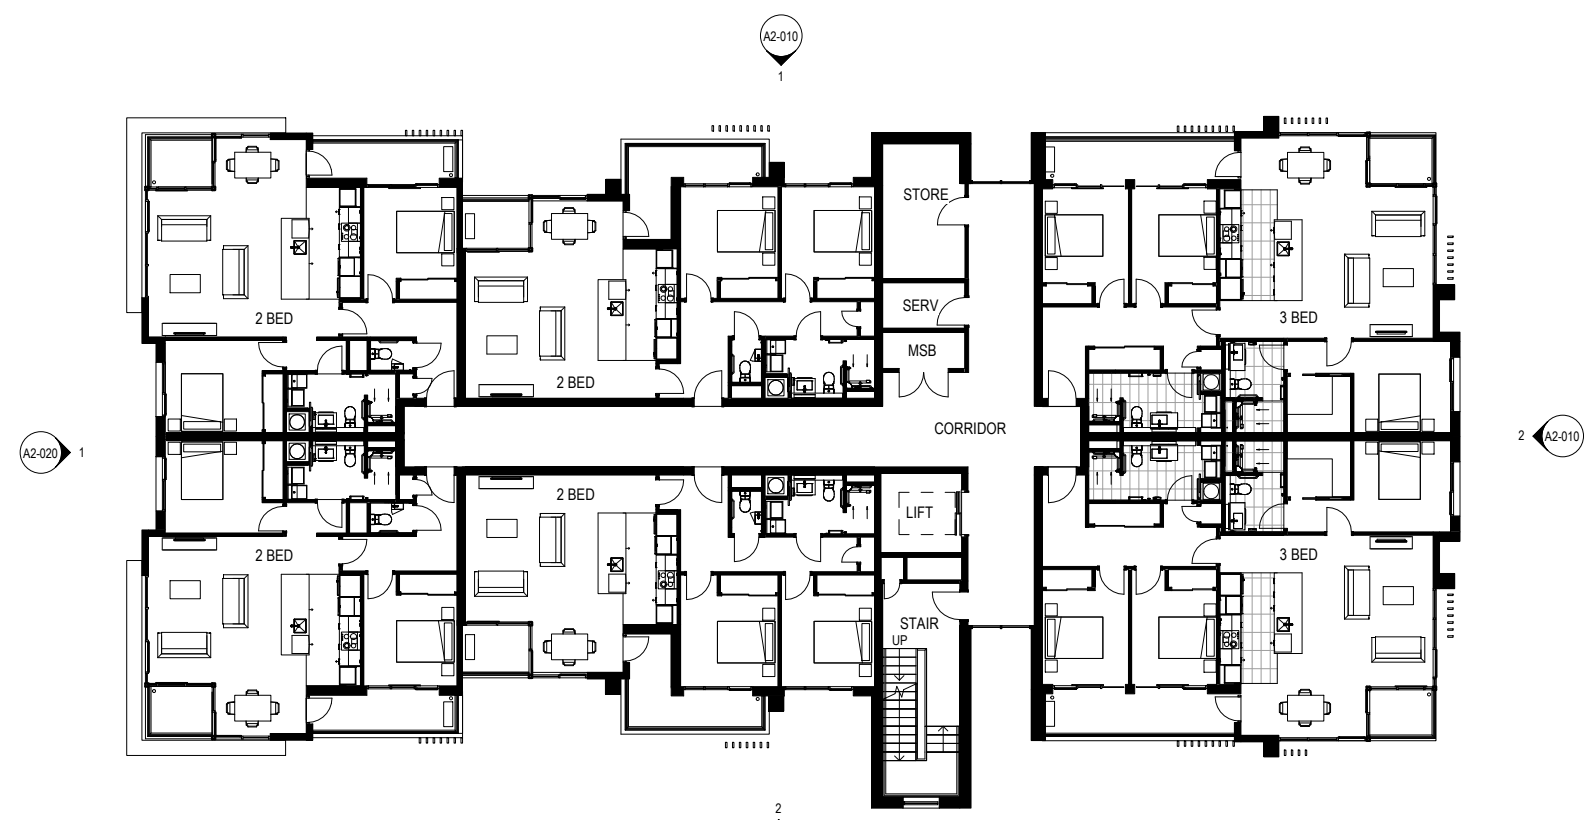 A2-010
1
STORE
SERV
MSB
2 BED
3 BED
2 BED
CORRIDOR
A2-020
1
2
A2-010
2 BED
LIFT
2 BED
3 BED
STAIR
UP
2